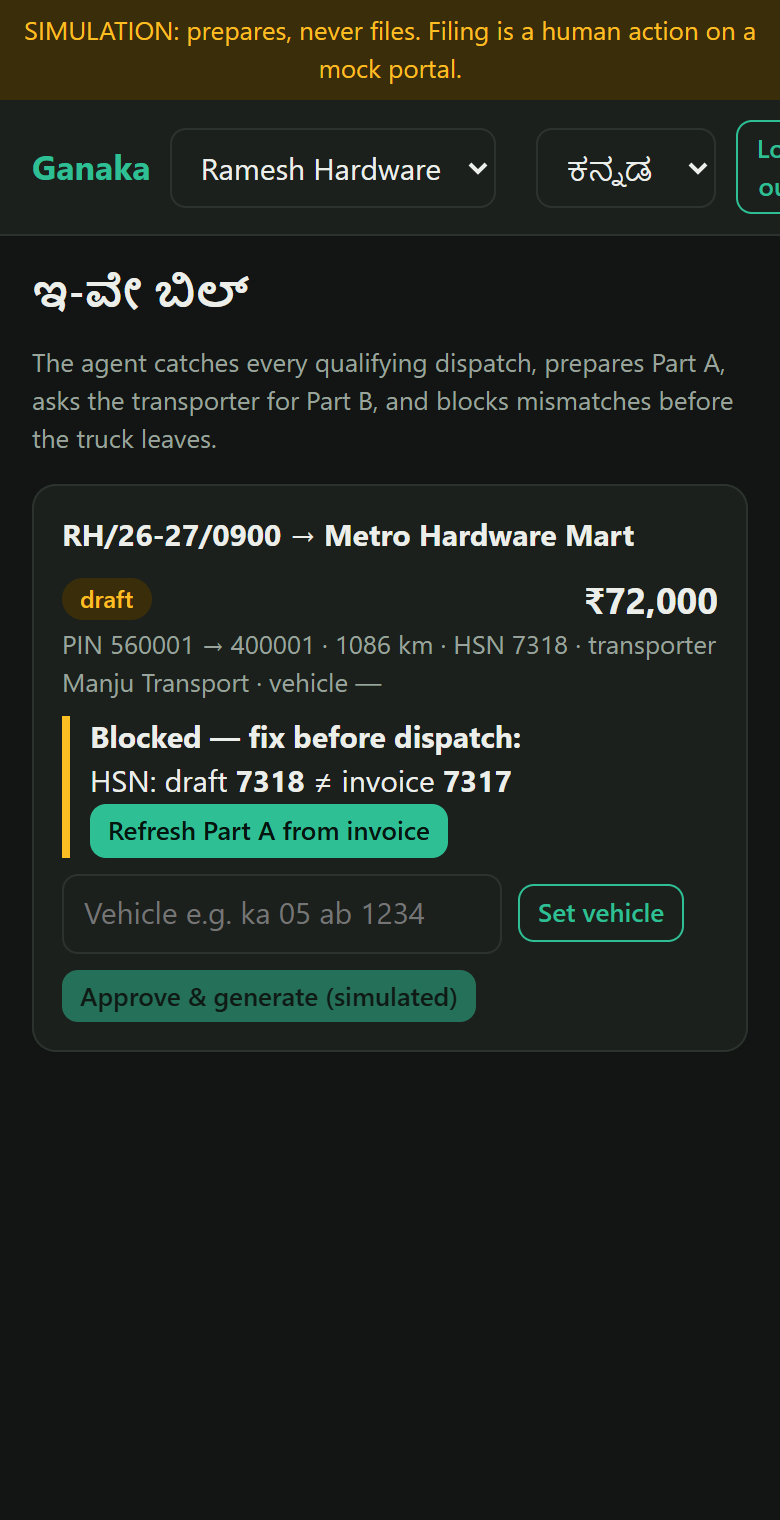 SIMULATION: prepares, never files. Filing is a human action on a
mock portal.
Ganaka
Ramesh Hardware
ಕನ್ನಡ
ಇ-ವೇ ಬಿಲ್
The agent catches every qualifying dispatch, prepares Part A,
asks the transporter for Part B, and blocks mismatches before
the truck leaves.
RH/26-27/0900 → Metro Hardware Mart
draft
₹72,000
PIN 560001 → 400001 · 1086 km · HSN 7318 · transporter
Manju Transport · vehicle —
Blocked — fix before dispatch:
HSN: draft 7318 ≠ invoice 7317
Refresh Part A from invoice
Vehicle e.g. ka 05 ab 1234
Set vehicle
Approve & generate (simulated)